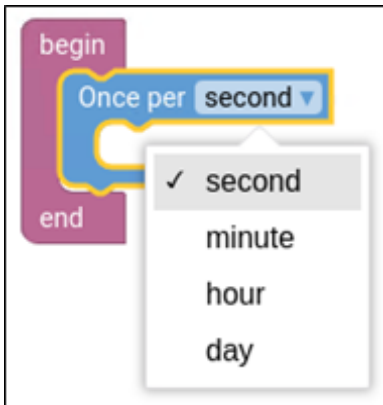 begin
Once per second ▾
✓ second
minute
hour
day
end